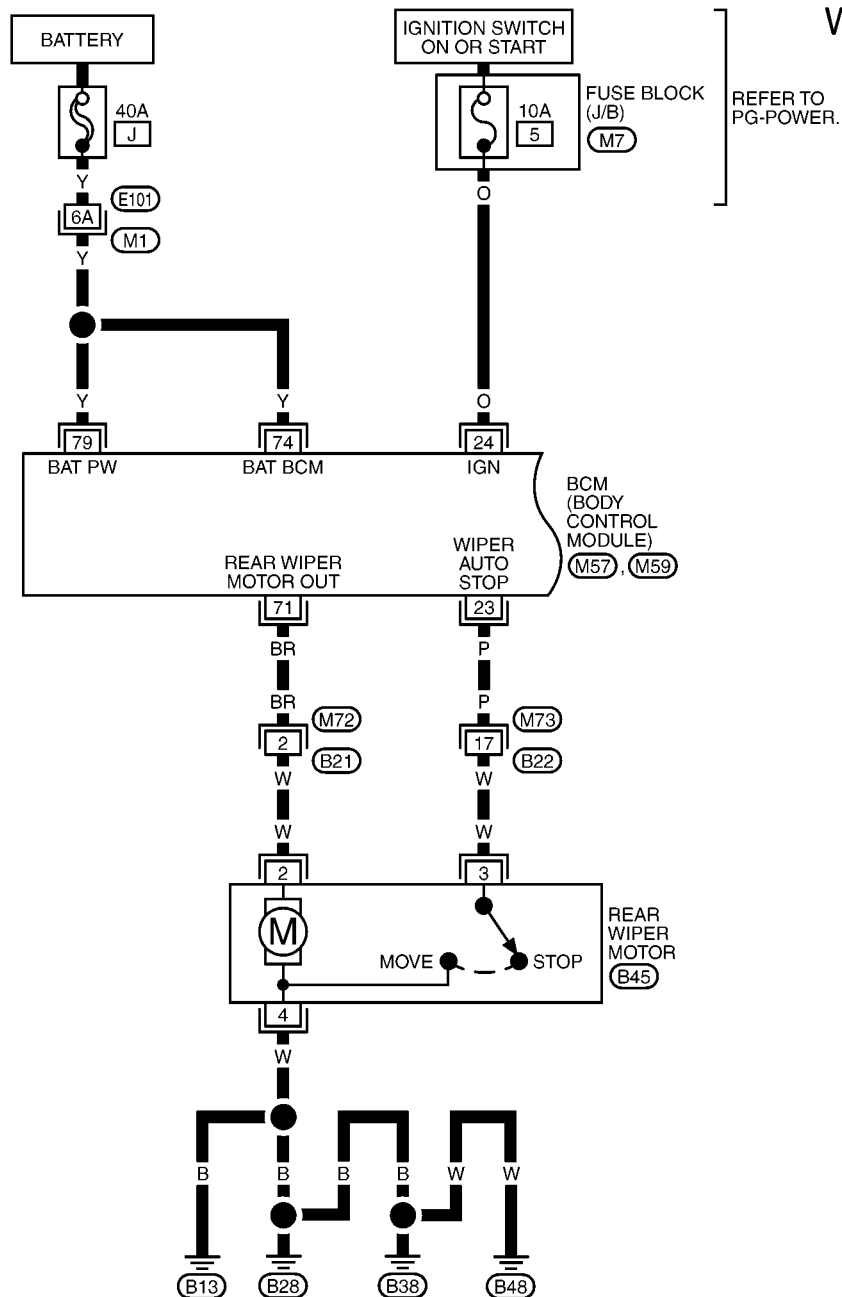 V
BATTERY
IGNITION SWITCH
ON OR START
40A
J
10A
5
FUSE BLOCK
(J/B)
M7
REFER TO
PG-POWER.
Y
O
6A
E101
M1
Y
Y
Y
O
79
74
24
BAT PW
BAT BCM
IGN
BCM
(BODY
CONTROL
MODULE)
M57 , M59
REAR WIPER
MOTOR OUT
WIPER
AUTO
STOP
71
23
BR
P
BR
P
M72
M73
2
17
B21
B22
W
W
W
W
2
3
M
MOVE
STOP
REAR
WIPER
MOTOR
B45
4
W
B
B
B
B
W
W
B13
B28
B38
B48